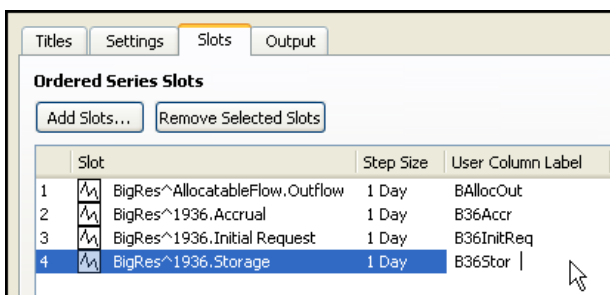 Titles Settings Slots Output
Ordered Series Slots
Add Slots... Remove Selected Slots
Slot Step Size User Column Label
1 BigRes^AllocatableFlow.Outflow 1 Day BAllocOut
2 BigRes^1936.Accrual 1 Day B36Accr
3 BigRes^1936.Initial Request 1 Day B36InitReq
4 BigRes^1936.Storage 1 Day B36Stor